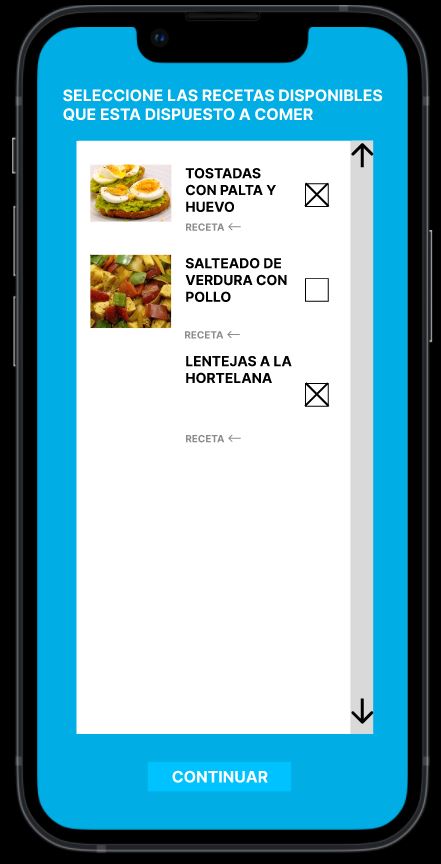 SELECCIONE LAS RECETAS DISPONIBLES
QUE ESTA DISPUESTO A COMER
TOSTADAS
CON PALTA Y
HUEVO
RECETA
SALTEADO DE
VERDURA CON
POLLO
RECETA
LENTEJAS A LA
HORTELANA
RECETA
CONTINUAR